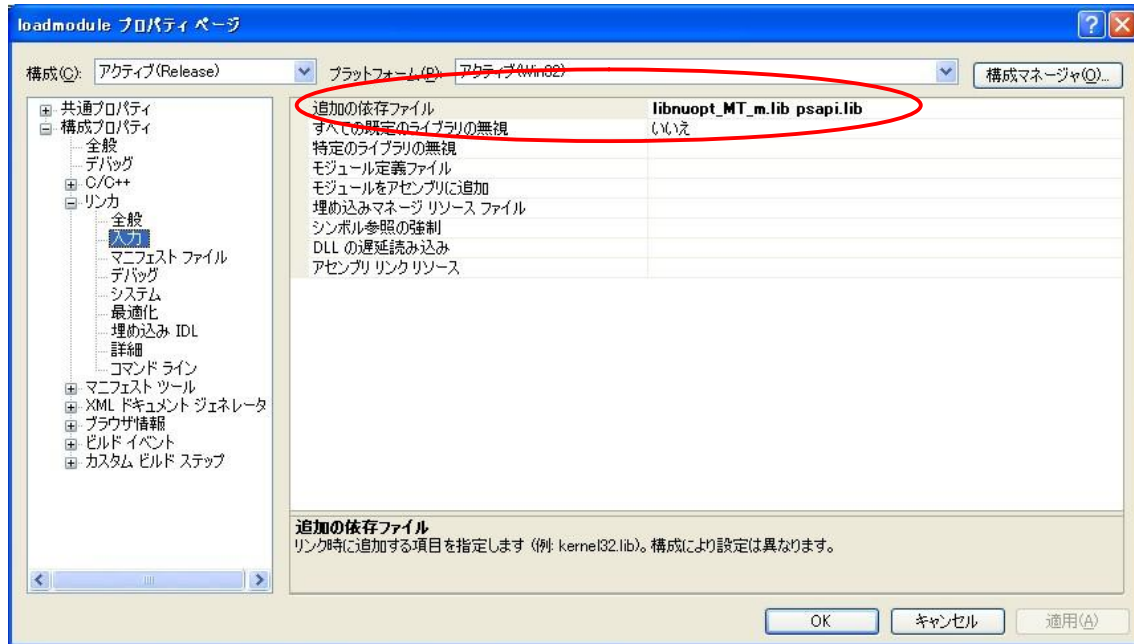 loadmodule プロパティ ページ
構成(C): アクティブ(Release) プラットフォーム(P): アクティブ(Win32) 構成マネージャ(O)...
共通プロパティ
構成プロパティ
全般
デバッグ
C/C++
リンカ
全般
入力
マニフェスト ファイル
デバッグ
システム
最適化
埋め込み IDL
詳細
コマンド ライン
マニフェスト ツール
XML ドキュメント ジェネレータ
ブラウザ情報
ビルド イベント
カスタム ビルド ステップ
追加の依存ファイル libnuopt_MT_m.lib psapi.lib
すべての既定のライブラリの無視 いいえ
特定のライブラリの無視
モジュール定義ファイル
モジュールをアセンブリに追加
埋め込みマネージ リソース ファイル
シンボル参照の強制
DLL の遅延読み込み
アセンブリ リンク リソース
追加の依存ファイル
リンク時に追加する項目を指定します (例: kernel32.lib)。構成により設定は異なります。
OK キャンセル 適用(A)